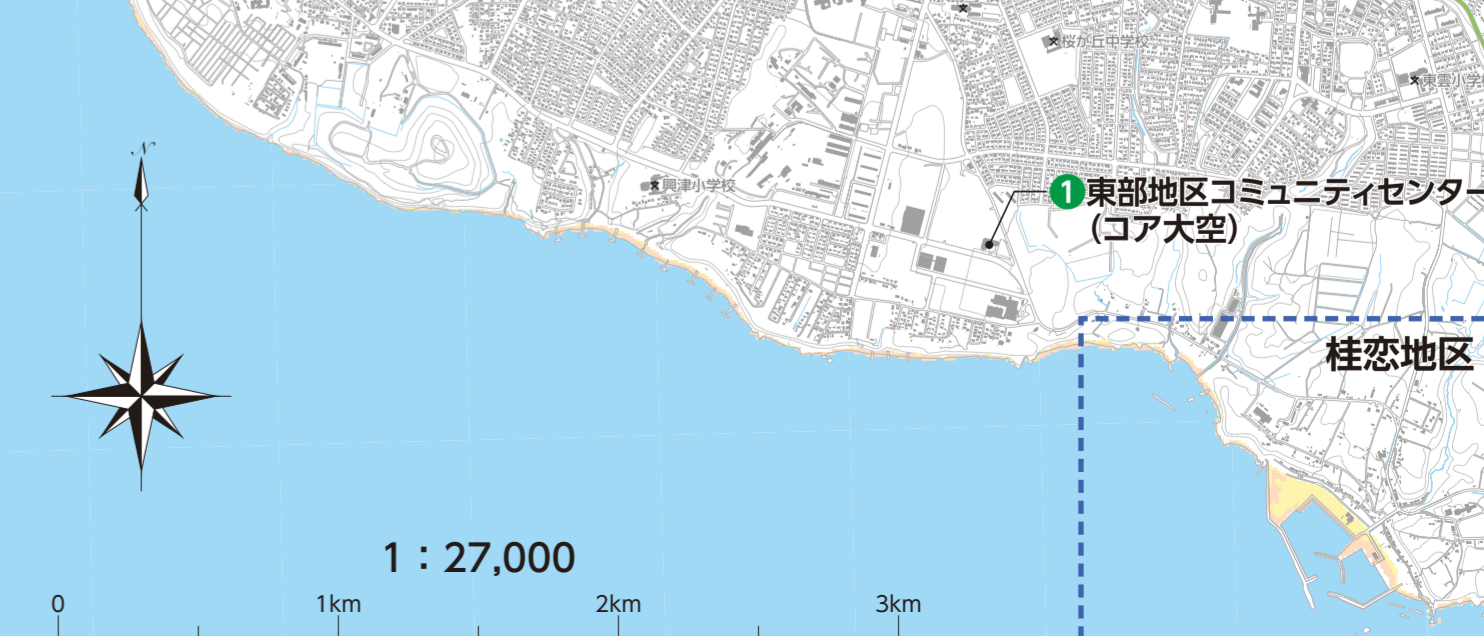 桜が丘中学校
東雲小学
N
興津小学校
1 東部地区コミュニティセンター
(コア大空)
桂恋地区
1：27,000
0 1km 2km 3km